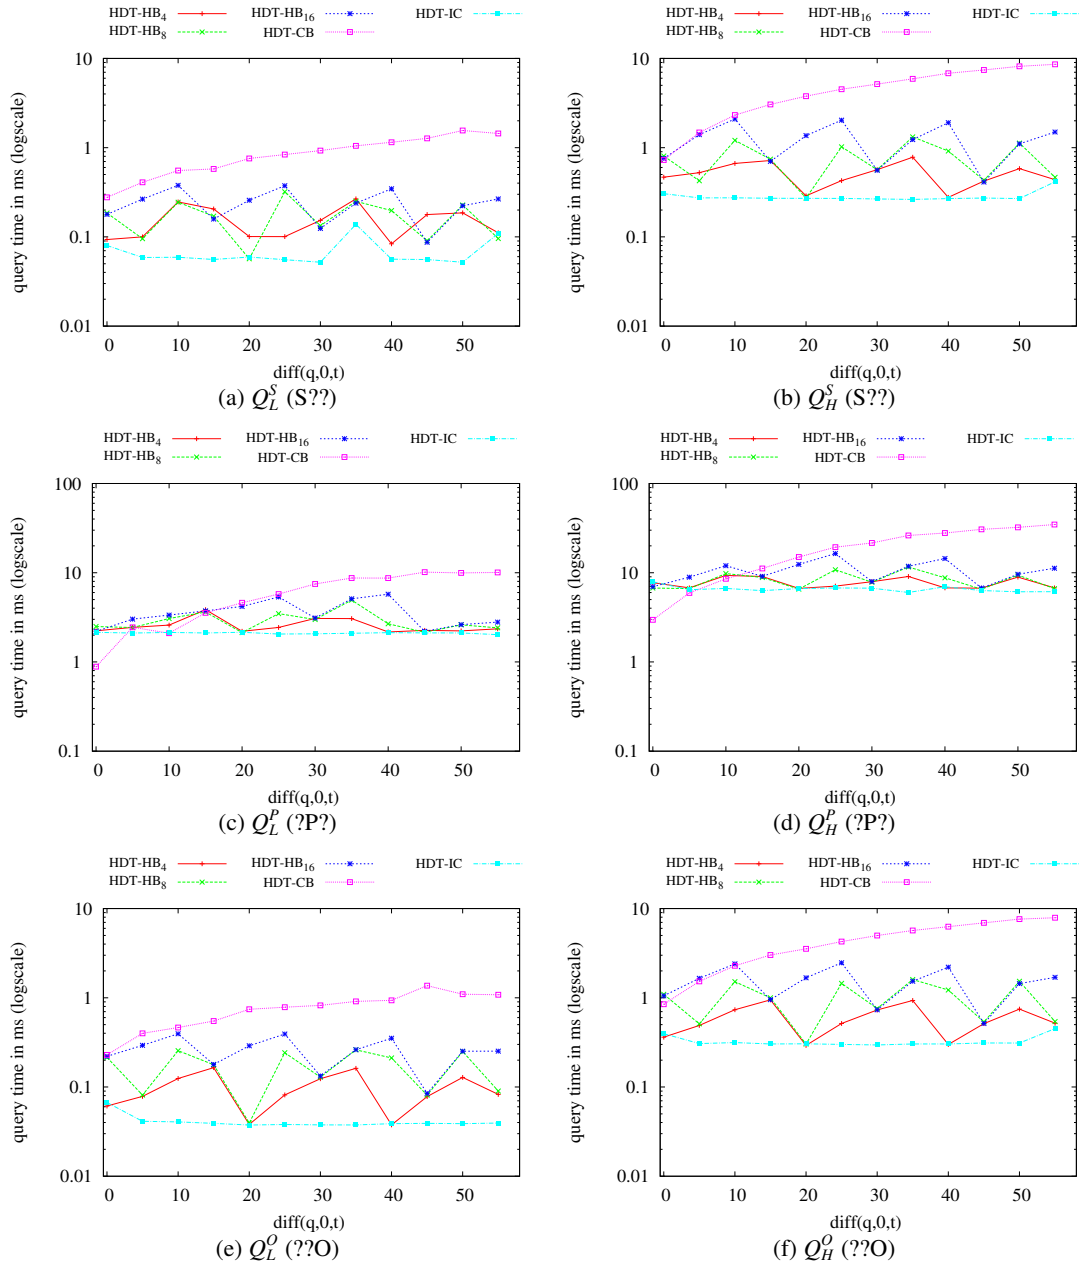 HDT-HB4 HDT-HB16 HDT-IC
HDT-HB8 HDT-CB
query time in ms (logscale)
10
1
0.1
0.01
0 10 20 30 40 50
diff(q,0,t)
(a) Q_L^S (S??)
HDT-HB4 HDT-HB16 HDT-IC
HDT-HB8 HDT-CB
query time in ms (logscale)
10
1
0.1
0.01
0 10 20 30 40 50
diff(q,0,t)
(b) Q_H^S (S??)
HDT-HB4 HDT-HB16 HDT-IC
HDT-HB8 HDT-CB
query time in ms (logscale)
100
10
1
0.1
0 10 20 30 40 50
diff(q,0,t)
(c) Q_L^P (?P?)
HDT-HB4 HDT-HB16 HDT-IC
HDT-HB8 HDT-CB
query time in ms (logscale)
100
10
1
0.1
0 10 20 30 40 50
diff(q,0,t)
(d) Q_H^P (?P?)
HDT-HB4 HDT-HB16 HDT-IC
HDT-HB8 HDT-CB
query time in ms (logscale)
10
1
0.1
0.01
0 10 20 30 40 50
diff(q,0,t)
(e) Q_L^O (??O)
HDT-HB4 HDT-HB16 HDT-IC
HDT-HB8 HDT-CB
query time in ms (logscale)
10
1
0.1
0.01
0 10 20 30 40 50
diff(q,0,t)
(f) Q_H^O (??O)